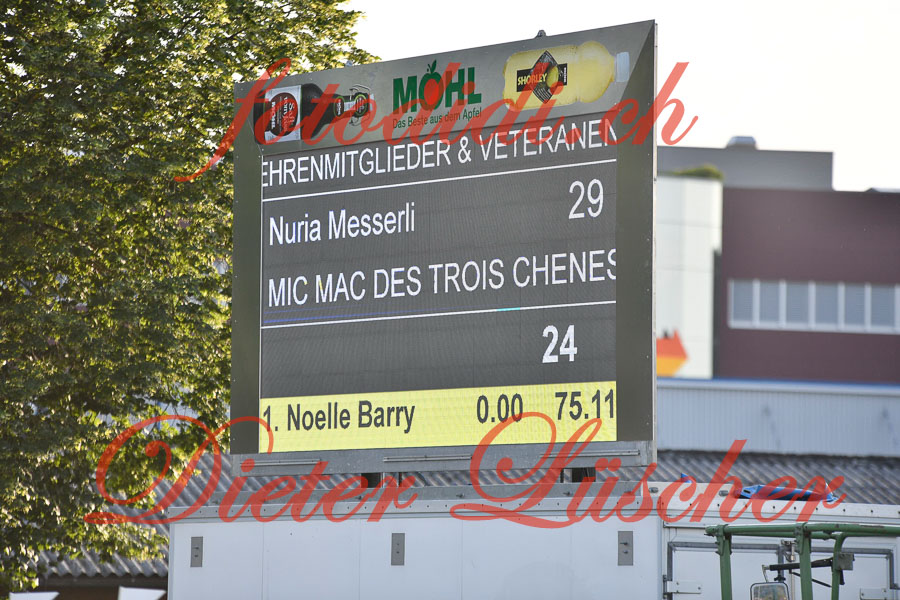 fotodidi.ch
MÖHL
Das Beste aus dem Apfel
SHORLEY
EHRENMITGLIEDER & VETERANEN
Nuria Messerli 29
MIC MAC DES TROIS CHENES
24
1. Noelle Barry 0.00 75.11
Dieter Lüscher